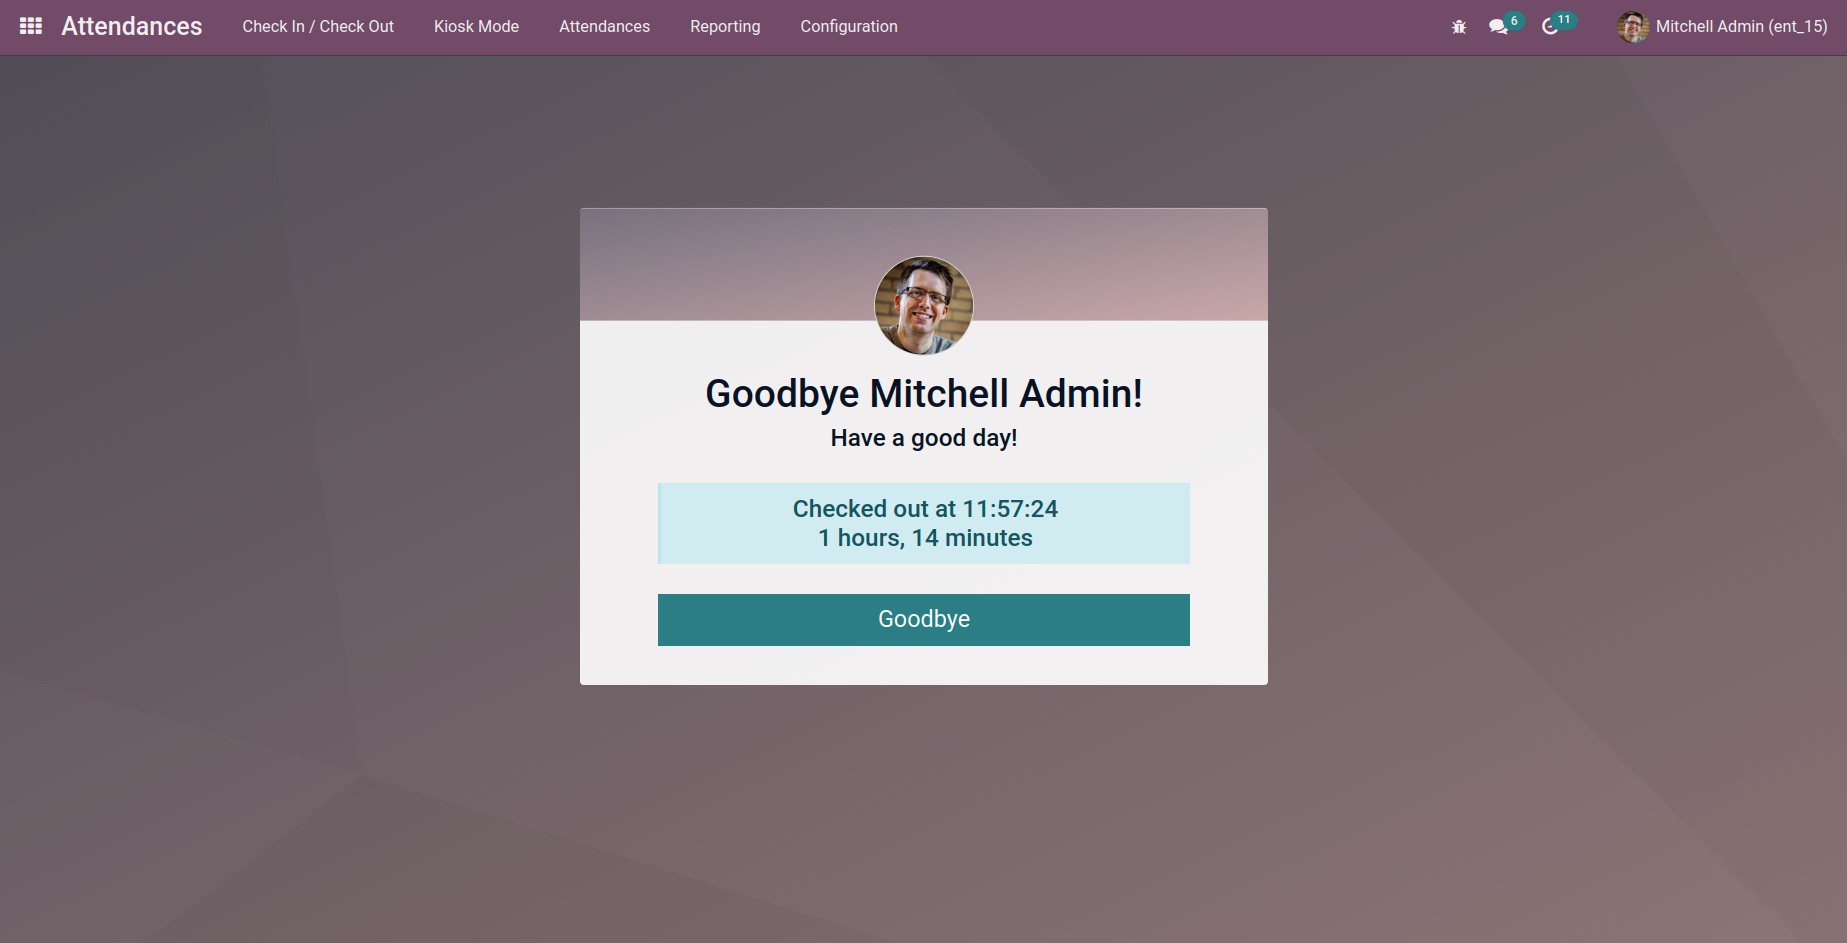 Attendances Check In / Check Out Kiosk Mode Attendances Reporting Configuration 6 11 Mitchell Admin (ent_15)
Goodbye Mitchell Admin!
Have a good day!
Checked out at 11:57:24
1 hours, 14 minutes
Goodbye